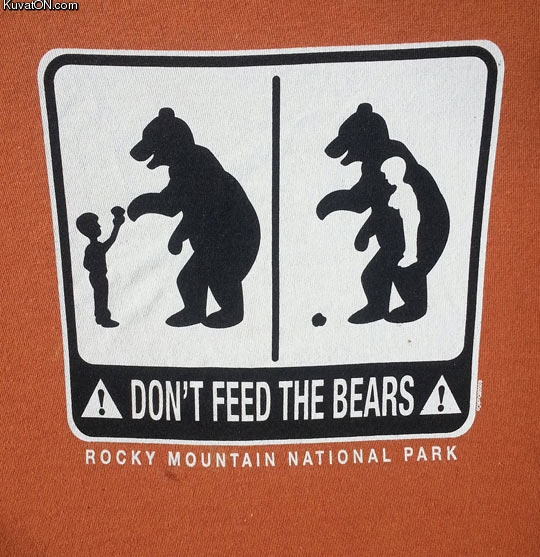 KuvatON.com
DON'T FEED THE BEARS
ROCKY MOUNTAIN NATIONAL PARK